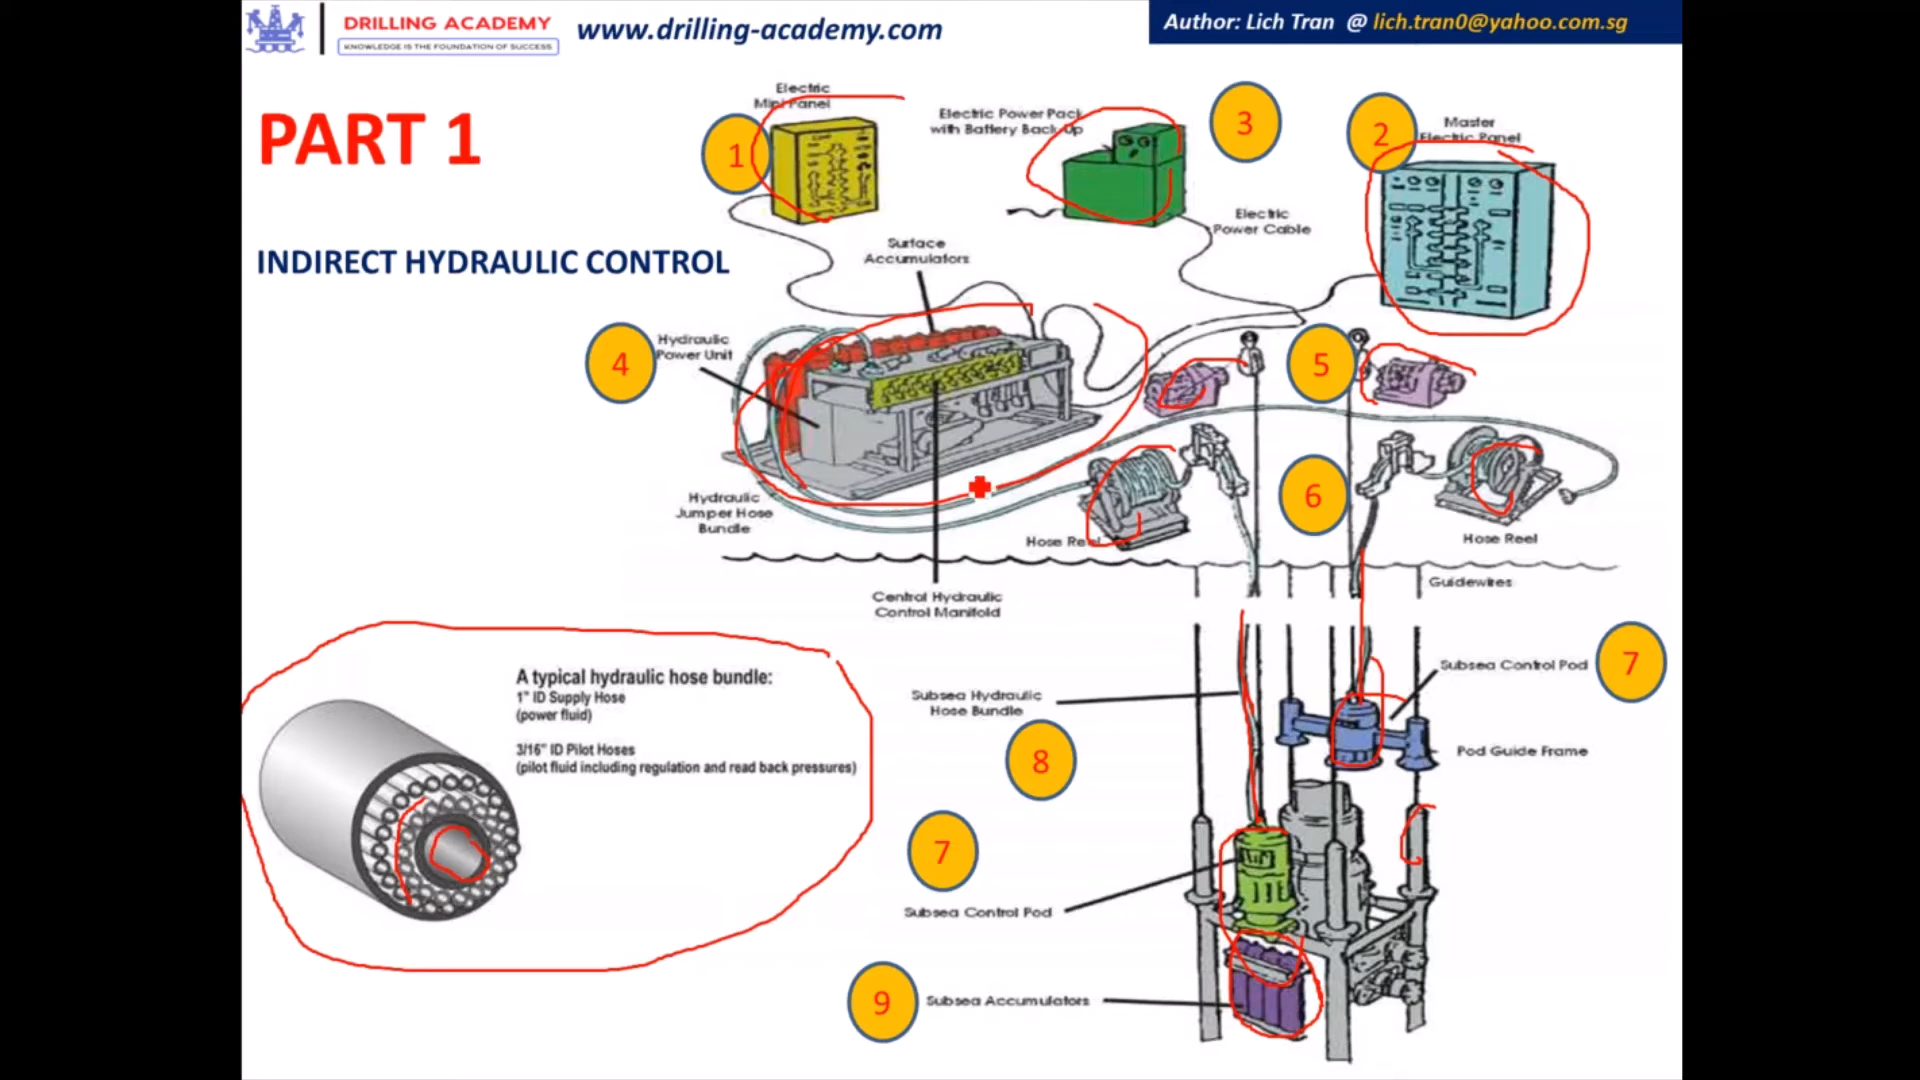 DRILLING ACADEMY
KNOWLEDGE IS THE FOUNDATION OF SUCCESS
www.drilling-academy.com
Author: Lich Tran @ lich.tran0@yahoo.com.sg
PART 1
INDIRECT HYDRAULIC CONTROL
Electric
Mini Panel
1
Electric Power Pack
with Battery Back-Up
3
2
Master
Electric Panel
Electric
Power Cable
Surface
Accumulators
4
Hydraulic
Power Unit
5
6
Hydraulic
Jumper Hose
Bundle
Hose Reel
Hose Reel
Guidewires
Central Hydraulic
Control Manifold
A typical hydraulic hose bundle:
1" ID Supply Hose
(power fluid)
3/16" ID Pilot Hoses
(pilot fluid including regulation and read back pressures)
Subsea Control Pod
7
Subsea Hydraulic
Hose Bundle
8
Pod Guide Frame
7
Subsea Control Pod
9
Subsea Accumulators